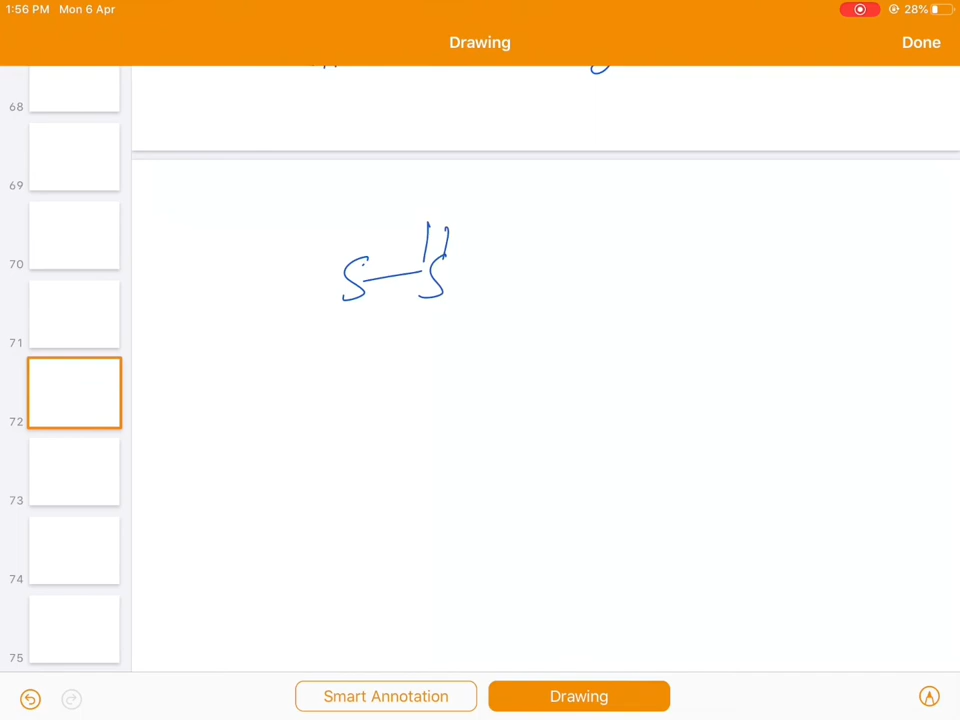 1:56 PM Mon 6 Apr
28%
Drawing
Done
68
69
70
71
72
73
74
75
S
S
Smart Annotation
Drawing